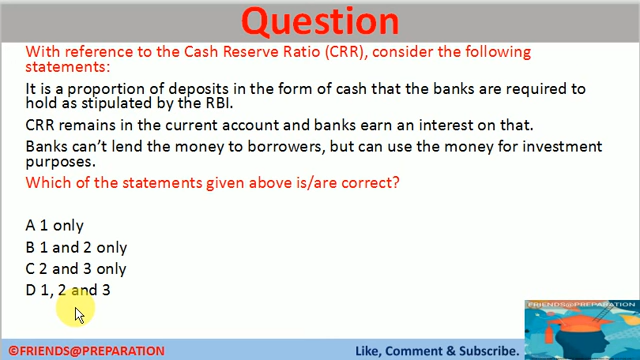 Question
With reference to the Cash Reserve Ratio (CRR), consider the following
statements:
It is a proportion of deposits in the form of cash that the banks are required to
hold as stipulated by the RBI.
CRR remains in the current account and banks earn an interest on that.
Banks can't lend the money to borrowers, but can use the money for investment
purposes.
Which of the statements given above is/are correct?
A 1 only
B 1 and 2 only
C 2 and 3 only
D 1, 2 and 3
FRIENDS@PREPARATION
©FRIENDS@PREPARATION
Like, Comment & Subscribe.